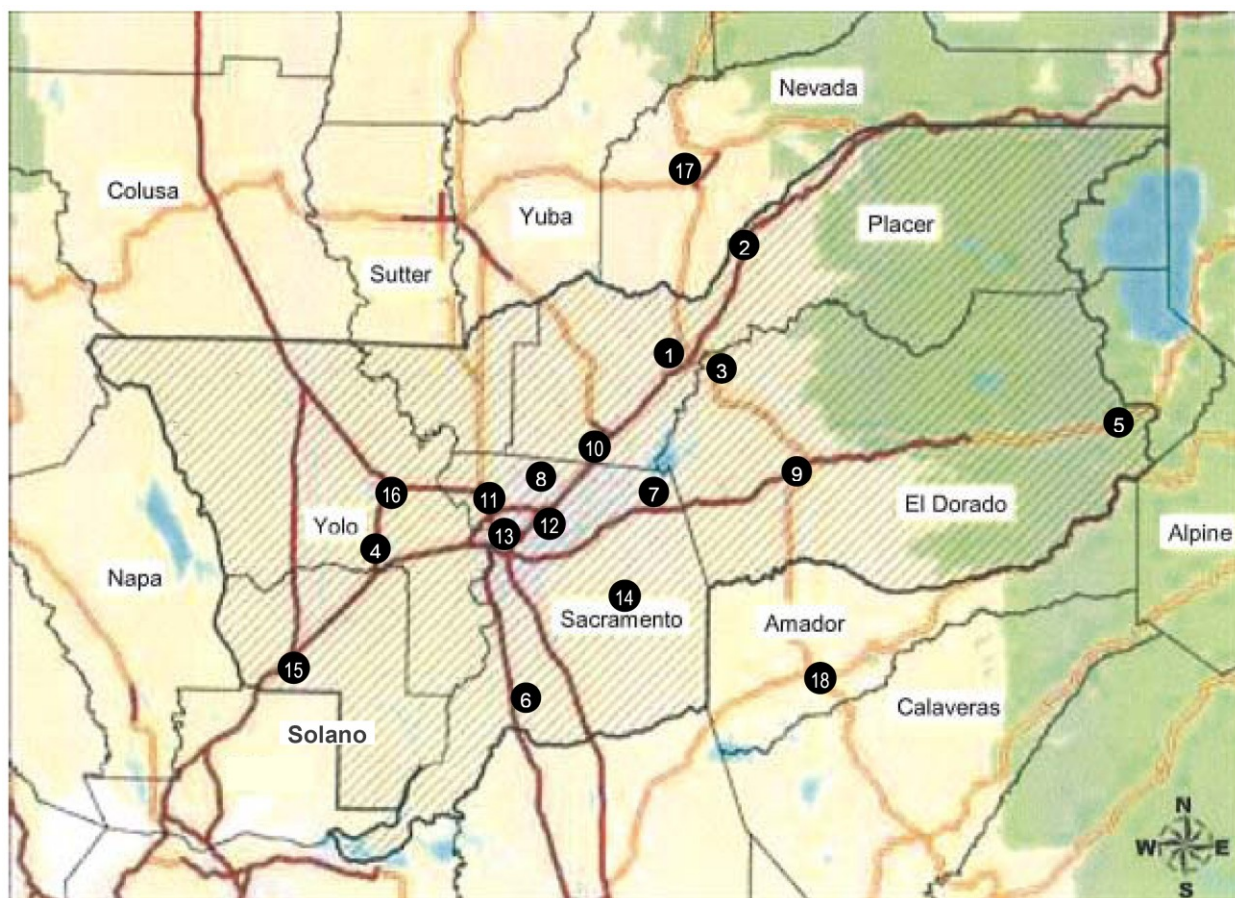 Nevada
17
Colusa
Yuba
Placer
2
Sutter
1
3
5
10
9
8
7
16
11
El Dorado
12
Yolo
13
4
Alpine
Napa
14
Sacramento
Amador
15
18
6
Calaveras
Solano
N
W E
S